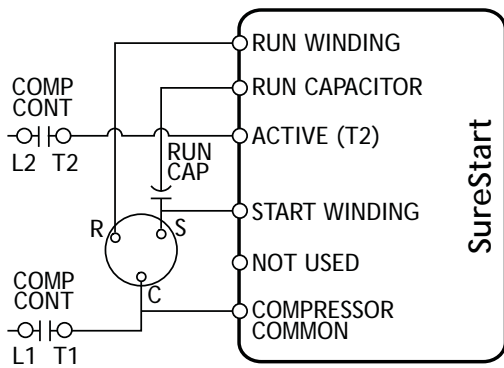 RUN WINDING
RUN CAPACITOR
COMP
CONT
ACTIVE (T2)
L2 T2
RUN
CAP
START WINDING
R
S
NOT USED
C
COMP
CONT
COMPRESSOR
COMMON
L1 T1
SureStart